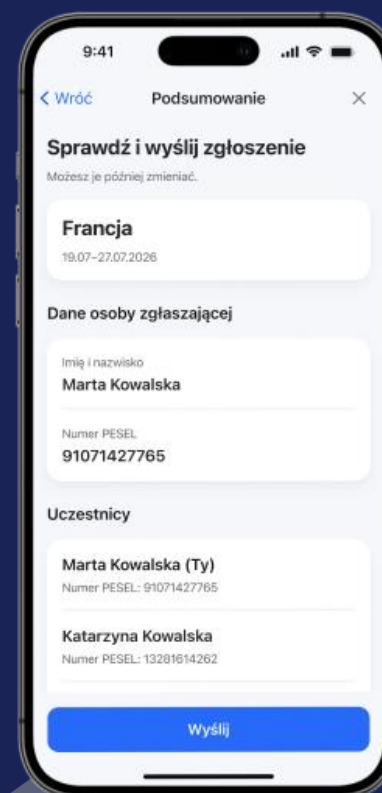 9:41
Wróć Podsumowanie
Sprawdź i wyślij zgłoszenie
Możesz je później zmieniać.
Francja
19.07–27.07.2026
Dane osoby zgłaszającej
Imię i nazwisko
Marta Kowalska
Numer PESEL
91071427765
Uczestnicy
Marta Kowalska (Ty)
Numer PESEL: 91071427765
Katarzyna Kowalska
Numer PESEL: 13281614262
Wyślij